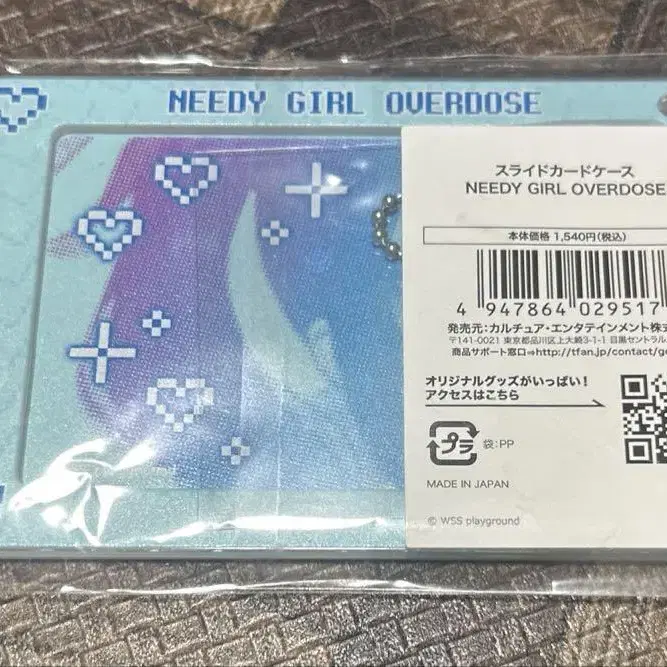 NEEDY GIRL OVERDOSE
スライドカードケース
NEEDY GIRL OVERDOSE
本体価格 1,540円(税込)
4 947864 029517
発売元:カルチュア・エンタテインメント株式
〒141-0021 東京都品川区上大崎3-1-1 目黒セントラル
商品サポート窓口⇒http://tfan.jp/contact/g
オリジナルグッズがいっぱい!
アクセスはこちら
プラ 袋:PP
MADE IN JAPAN
© WSS playground